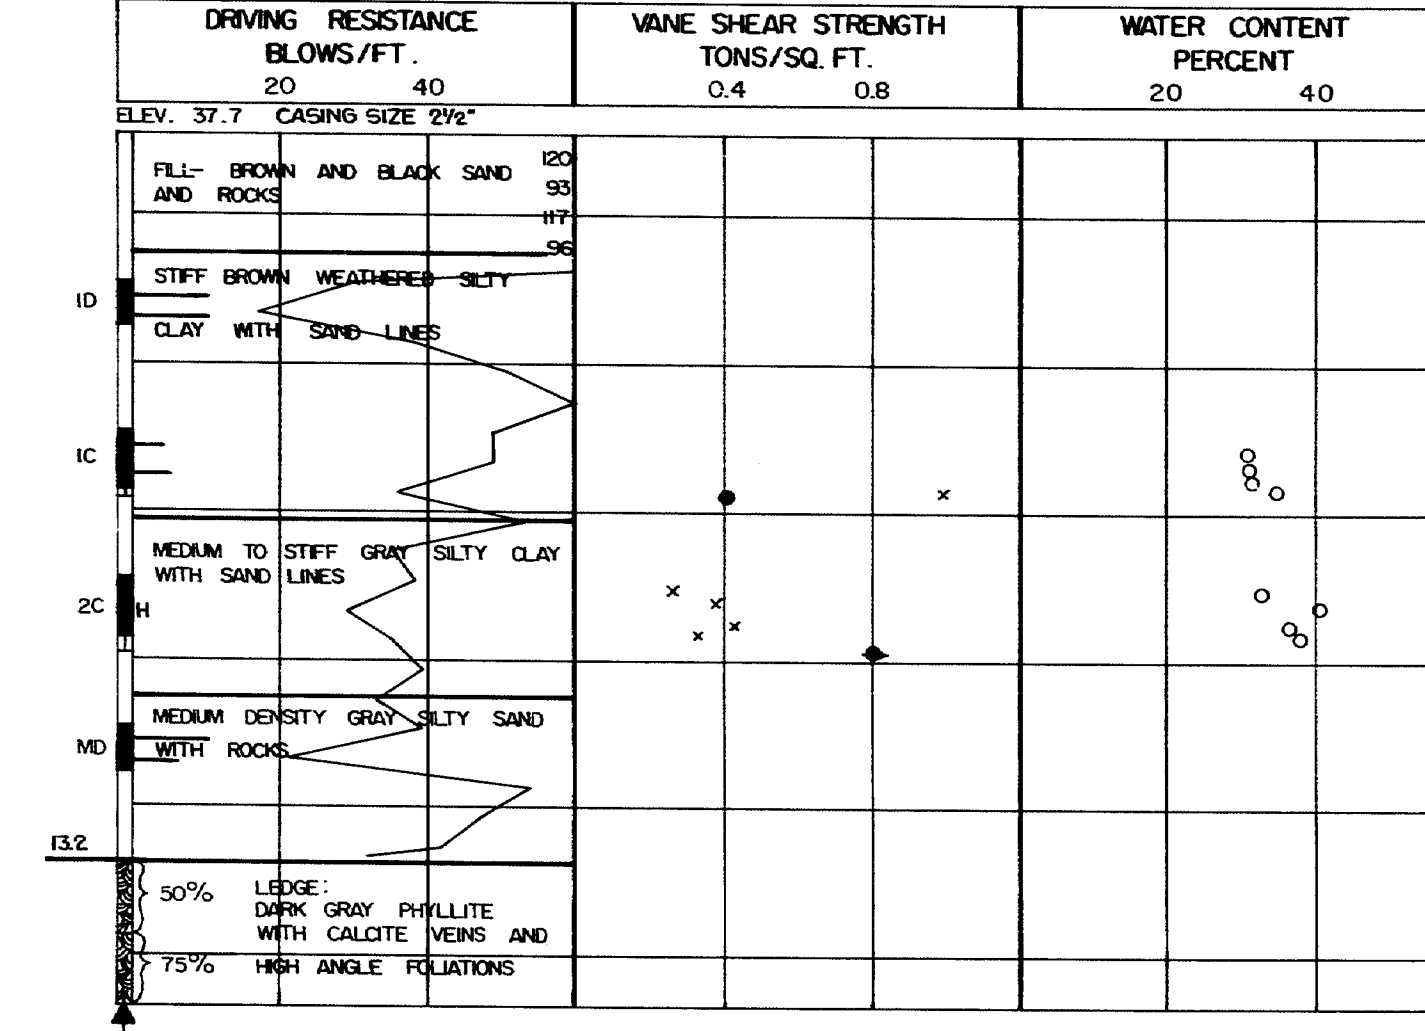 DRIVING RESISTANCE
BLOWS/FT.
20 40
VANE SHEAR STRENGTH
TONS/SQ. FT.
0.4 0.8
WATER CONTENT
PERCENT
20 40
ELEV. 37.7 CASING SIZE 2½"
FILL- BROWN AND BLACK SAND
AND ROCKS
120
93
117
96
1D
STIFF BROWN WEATHERED SILTY
CLAY WITH SAND LINES
1C
MEDIUM TO STIFF GRAY SILTY CLAY
WITH SAND LINES
2C H
MEDIUM DENSITY GRAY SILTY SAND
MD WITH ROCKS
13.2
50% LEDGE:
DARK GRAY PHYLLITE
WITH CALCITE VEINS AND
75% HIGH ANGLE FOLIATIONS